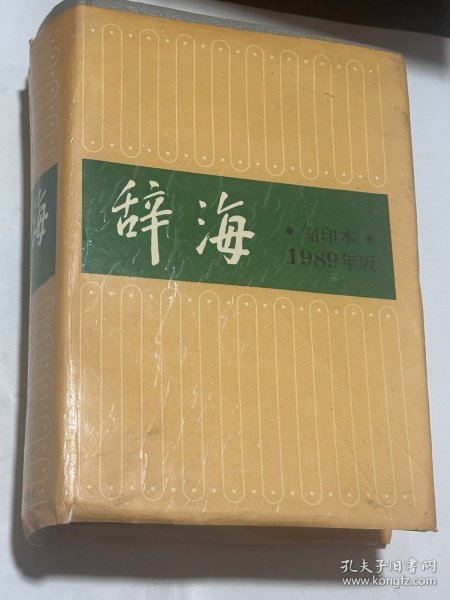 辞海
·缩印本·
1989年版
海
孔夫子旧书网
www.kongfz.com